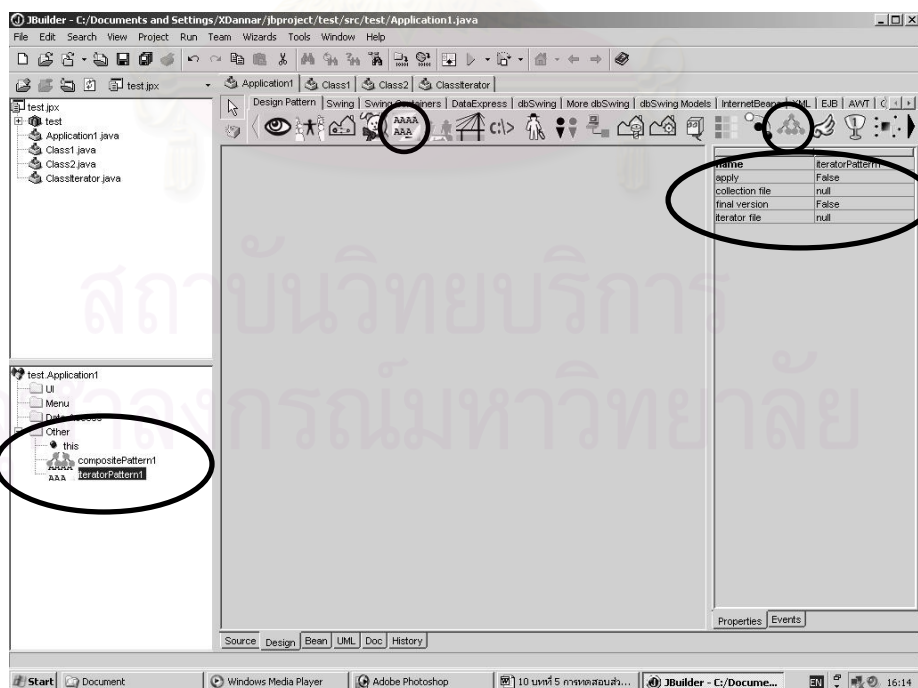 JBuilder - C:/Documents and Settings/XDannar/jbproject/test/src/test/Application1.java
File Edit Search View Project Run Team Wizards Tools Window Help
test.jpx
Application1 Class1 Class2 ClassIterator
Design Pattern Swing Swing Containers DataExpress dbSwing More dbSwing dbSwing Models InternetBeans XML EJB AWT
test.jpx
test
Application1.java
Class1.java
Class2.java
ClassIterator.java
AAAA
AAA
C:\>
name iteratorPattern1
apply False
collection file null
final version False
iterator file null
สถาบันวิทยบริการ
จุฬาลงกรณ์มหาวิทยาลัย
test.Application1
UI
Menu
Data Access
Other
this
compositePattern1
AAAA
AAA iteratorPattern1
Properties Events
Source Design Bean UML Doc History
Start Document Windows Media Player Adobe Photoshop 10 บทที่ 5 การทดสอบส่ว... JBuilder - C:/Docume... EN 16:14